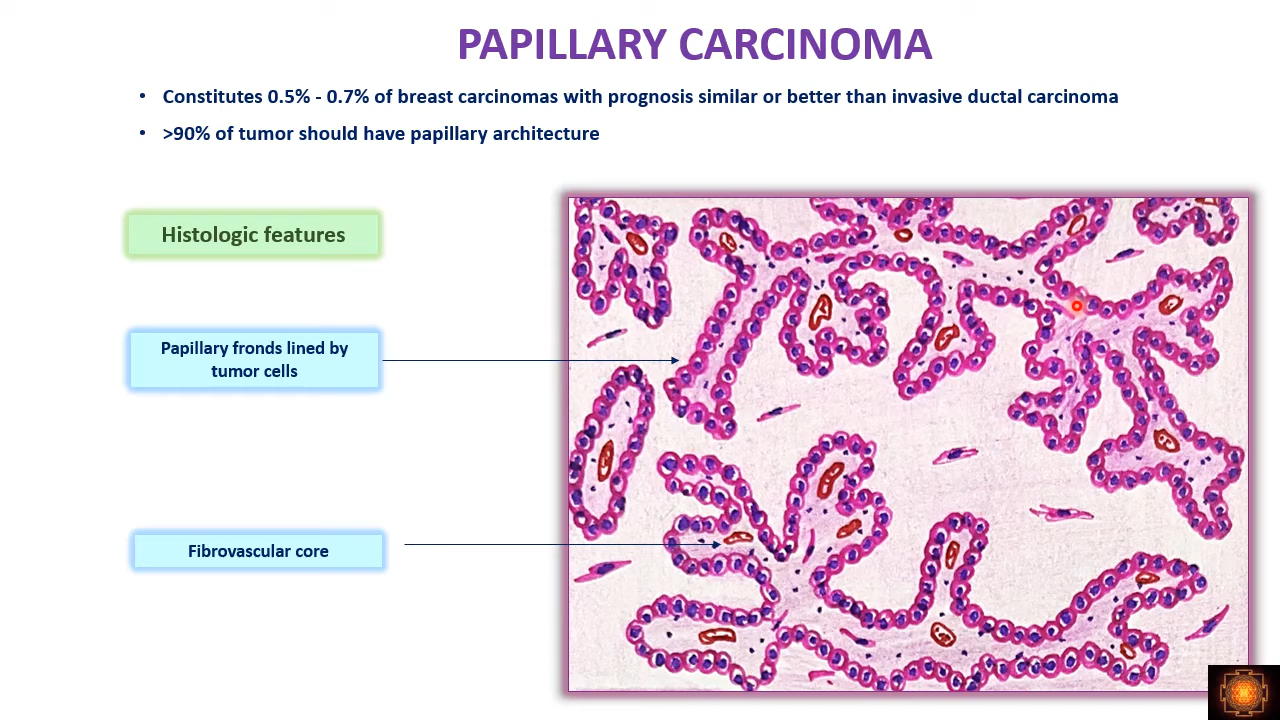 PAPILLARY CARCINOMA
• Constitutes 0.5% - 0.7% of breast carcinomas with prognosis similar or better than invasive ductal carcinoma
• >90% of tumor should have papillary architecture
Histologic features
Papillary fronds lined by
tumor cells
Fibrovascular core